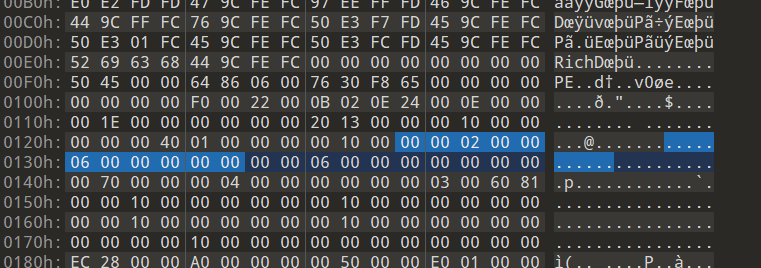 00B0h: E0 E2 FD FD 47 9C FE FC 97 EE FF FD 46 9C FE FC àâýýGœþü—îÿýFœþü
00C0h: 44 9C FF FC 76 9C FE FC 50 E3 F7 FD 45 9C FE FC DœÿüvœþüPã÷ýEœþü
00D0h: 50 E3 01 FC 45 9C FE FC 50 E3 FC FD 45 9C FE FC Pã.üEœþüPãüýEœþü
00E0h: 52 69 63 68 44 9C FE FC 00 00 00 00 00 00 00 00 RichDœþü........
00F0h: 50 45 00 00 64 86 06 00 76 30 F8 65 00 00 00 00 PE..d†..v0øe....
0100h: 00 00 00 00 F0 00 22 00 0B 02 0E 24 00 0E 00 00 ....ð."....$....
0110h: 00 1E 00 00 00 00 00 00 20 13 00 00 00 10 00 00 ........ .......
0120h: 00 00 00 40 01 00 00 00 00 10 00 00 00 02 00 00 ...@............
0130h: 06 00 00 00 00 00 00 00 06 00 00 00 00 00 00 00 ................
0140h: 00 70 00 00 00 04 00 00 00 00 00 00 03 00 60 81 .p............`.
0150h: 00 00 10 00 00 00 00 00 00 10 00 00 00 00 00 00 ................
0160h: 00 00 10 00 00 00 00 00 00 10 00 00 00 00 00 00 ................
0170h: 00 00 00 00 10 00 00 00 00 00 00 00 00 00 00 00 ................
0180h: EC 28 00 00 A0 00 00 00 00 50 00 00 E0 01 00 00 ì(.. ....P..à...